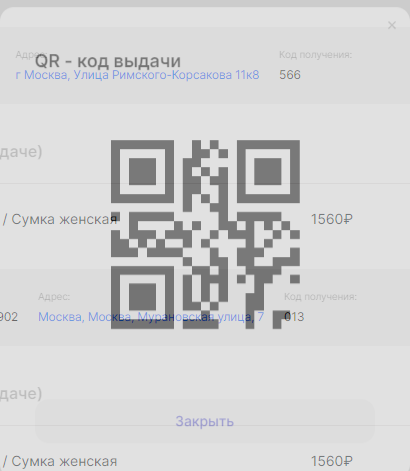 ×
Адрес: Код получения:
QR - код выдачи
г Москва, Улица Римского-Корсакова 11к8 566
даче)
/ Сумка женская 1560₽
Адрес: Код получения:
902 Москва, Москва, Мурановская улица, 7 013
даче)
Закрыть
/ Сумка женская 1560₽